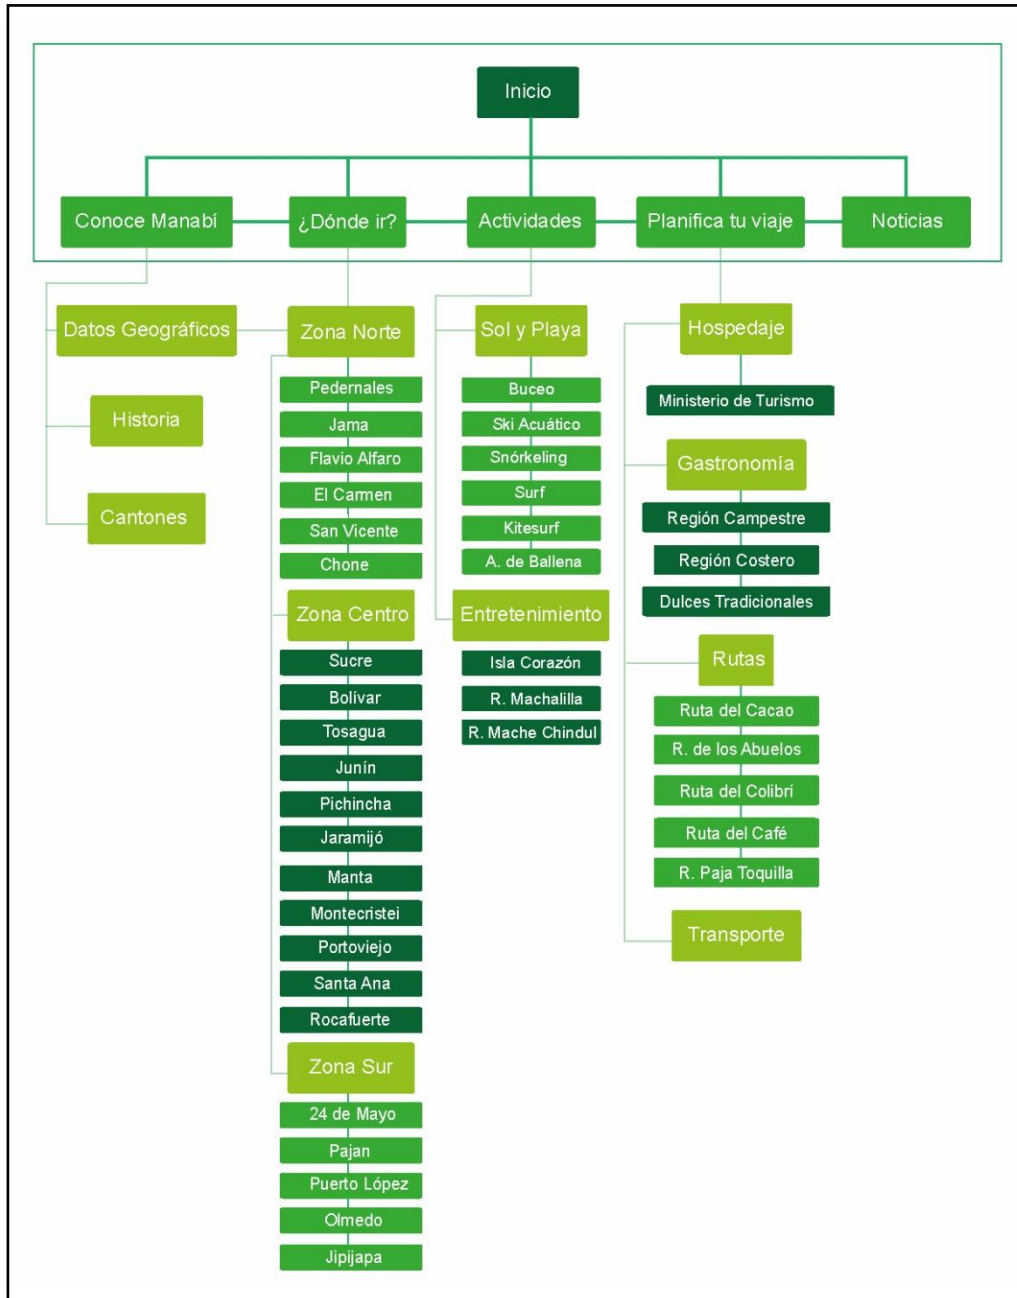 Inicio
Conoce Manabí
¿Dónde ir?
Actividades
Planifica tu viaje
Noticias
Datos Geográficos
Historia
Cantones
Zona Norte
Pedernales
Jama
Flavio Alfaro
El Carmen
San Vicente
Chone
Zona Centro
Sucre
Bolívar
Tosagua
Junín
Pichincha
Jaramijó
Manta
Montecristei
Portoviejo
Santa Ana
Rocafuerte
Zona Sur
24 de Mayo
Pajan
Puerto López
Olmedo
Jipijapa
Sol y Playa
Buceo
Ski Acuático
Snórkeling
Surf
Kitesurf
A. de Ballena
Entretenimiento
Isla Corazón
R. Machalilla
R. Mache Chindul
Hospedaje
Ministerio de Turismo
Gastronomía
Región Campestre
Región Costero
Dulces Tradicionales
Rutas
Ruta del Cacao
R. de los Abuelos
Ruta del Colibrí
Ruta del Café
R. Paja Toquilla
Transporte